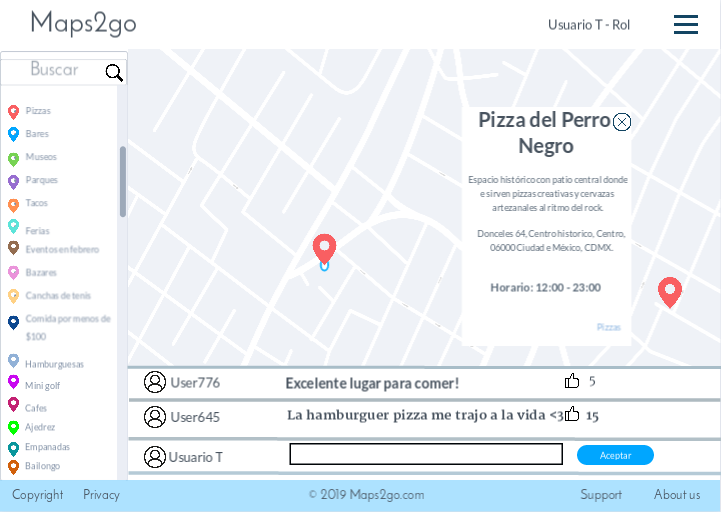 Maps2go
Usuario T - Rol
Buscar
Pizzas
Bares
Museos
Parques
Tacos
Ferias
Eventos en febrero
Bazares
Canchas de tenis
Comida por menos de
$100
Hamburguesas
Mini golf
Cafes
Ajedrez
Empanadas
Bailongo
Pizza del Perro
Negro
Espacio histórico con patio central donde
e sirven pizzas creativas y cervazas
artezanales al ritmo del rock.
Donceles 64, Centro historico, Centro,
06000 Ciudad e México, CDMX.
Horario: 12:00 - 23:00
Pizzas
User776
Excelente lugar para comer!
5
User645
La hamburguer pizza me trajo a la vida <3
15
Usuario T
Aceptar
Copyright
Privacy
© 2019 Maps2go.com
Support
About us